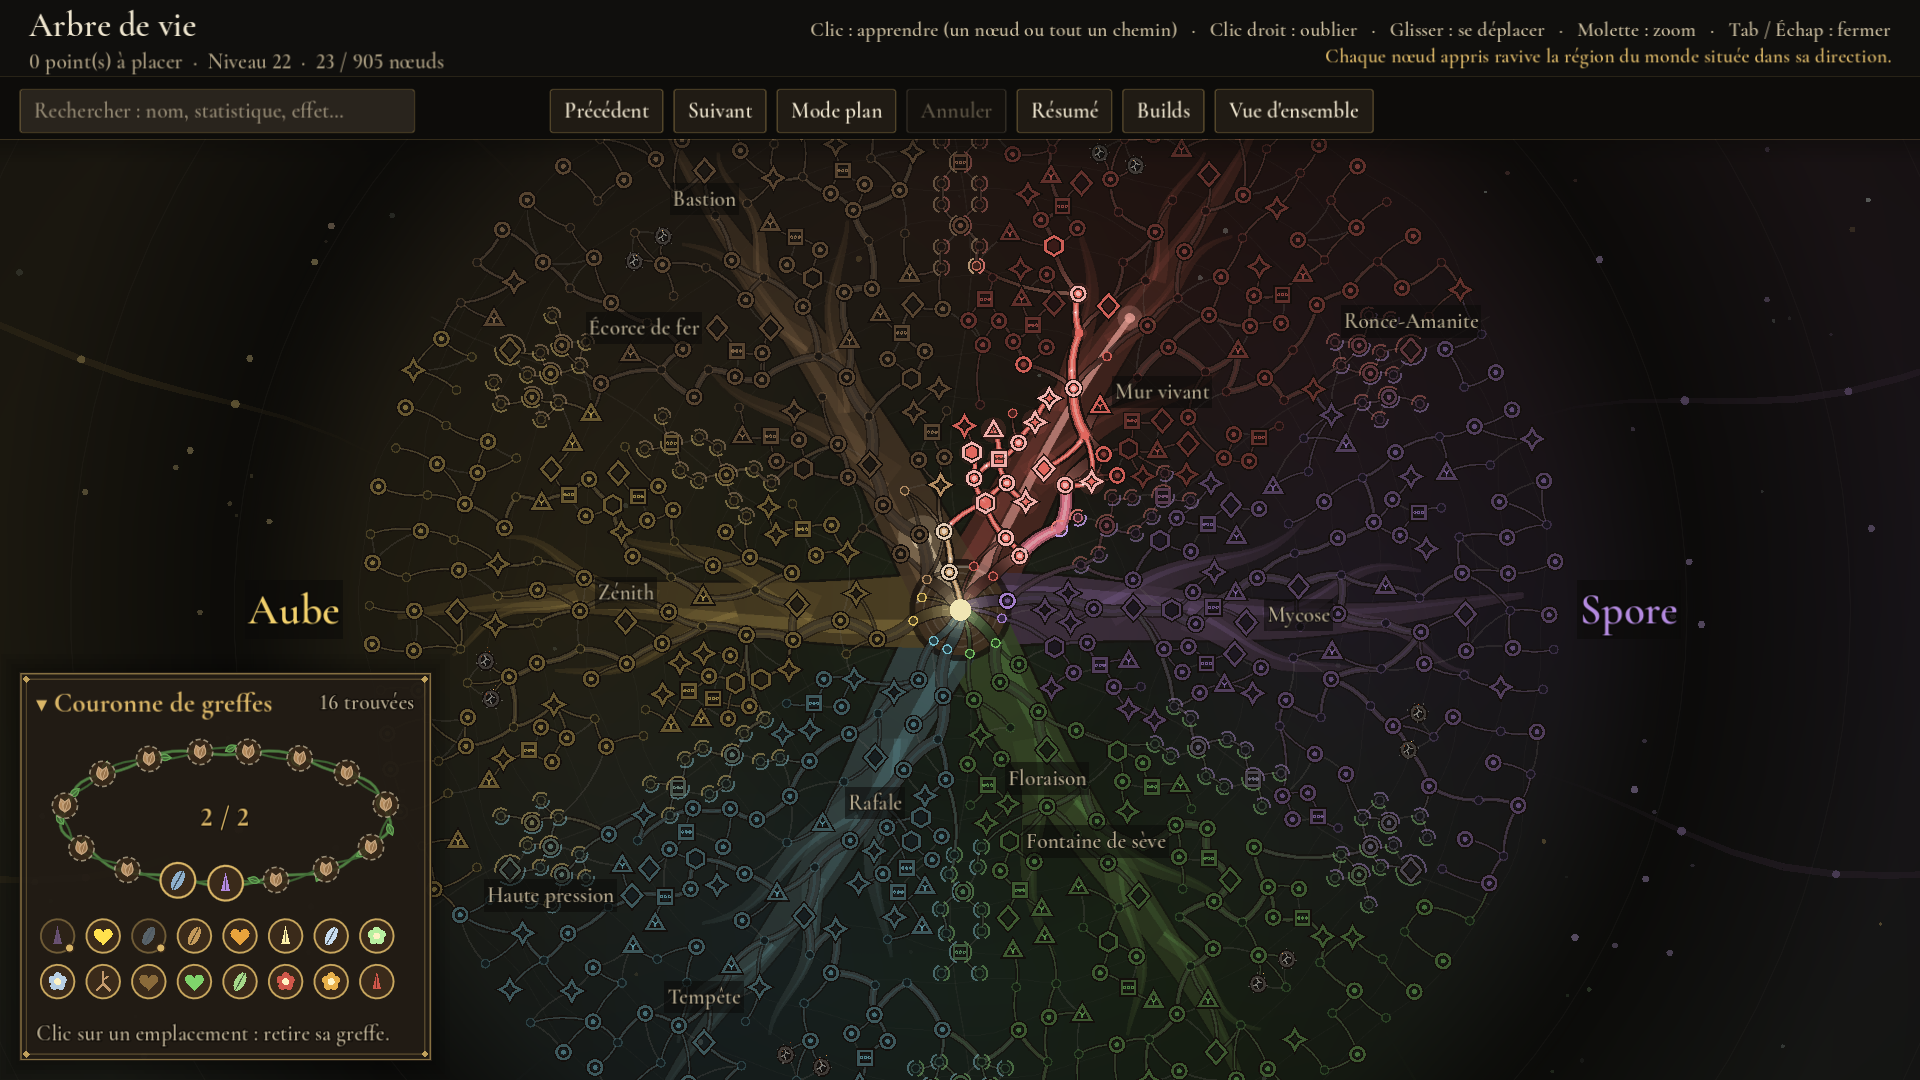 Arbre de vie
0 point(s) à placer · Niveau 22 · 23 / 905 nœuds
Clic : apprendre (un nœud ou tout un chemin) · Clic droit : oublier · Glisser : se déplacer · Molette : zoom · Tab / Échap : fermer
Chaque nœud appris ravive la région du monde située dans sa direction.
Rechercher : nom, statistique, effet...
Précédent
Suivant
Mode plan
Annuler
Résumé
Builds
Vue d'ensemble
Bastion
Écorce de fer
Ronce-Amanite
Mur vivant
Zénith
Aube
Mycose
Spore
Floraison
Rafale
Fontaine de sève
Haute pression
Tempête
▾ Couronne de greffes
16 trouvées
2 / 2
Clic sur un emplacement : retire sa greffe.